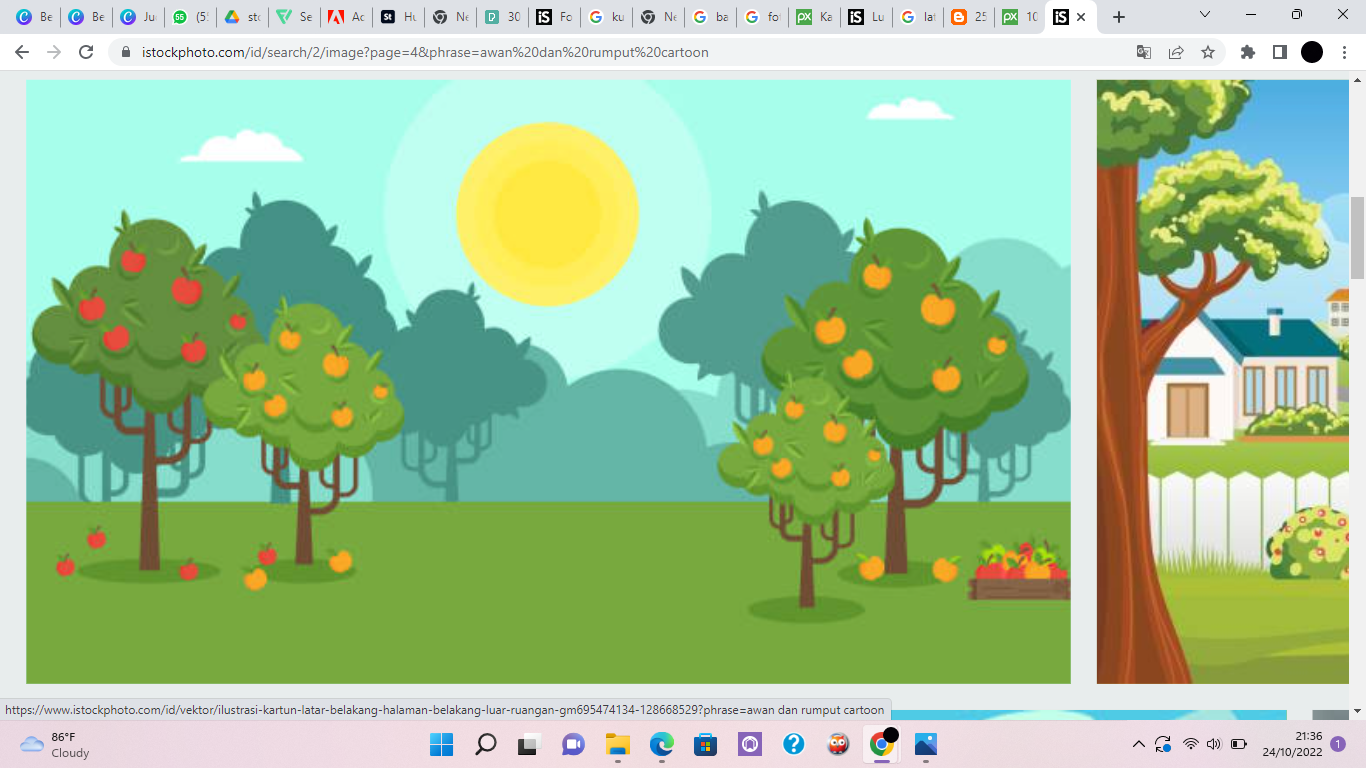 Be
Be
Ju
(5
sto
Se
Ac
Hu
Ne
30
Fo
ku
Ne
ba
fo
Ka
Lu
lat
25
10
istockphoto.com/id/search/2/image?page=4&phrase=awan%20dan%20rumput%20cartoon
https://www.istockphoto.com/id/vektor/ilustrasi-kartun-latar-belakang-halaman-belakang-luar-ruangan-gm695474134-128668529?phrase=awan dan rumput cartoon
86°F
Cloudy
21:36
24/10/2022
1